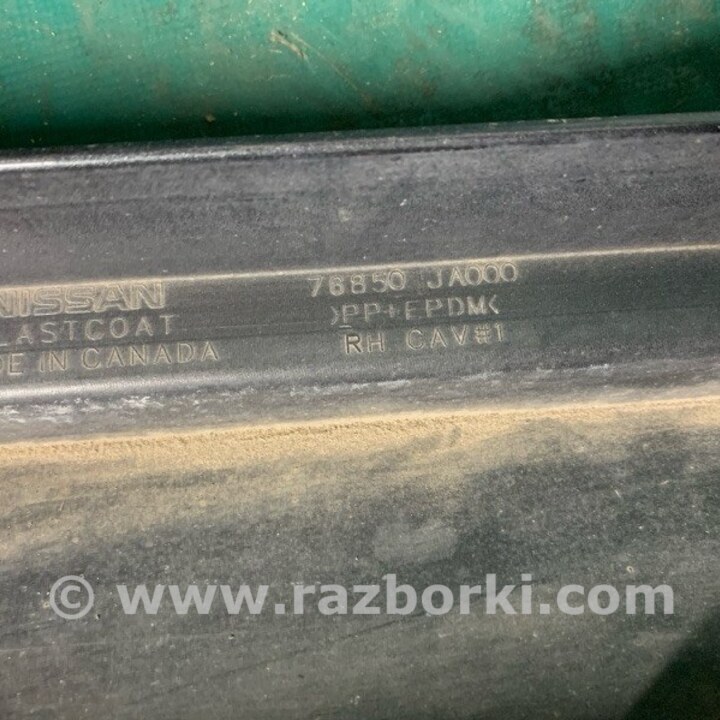 NISSAN
LASTCOAT
DE IN CANADA
76850 JA000
>PP+EPDM<
RH CAV#1
© www.razborki.com